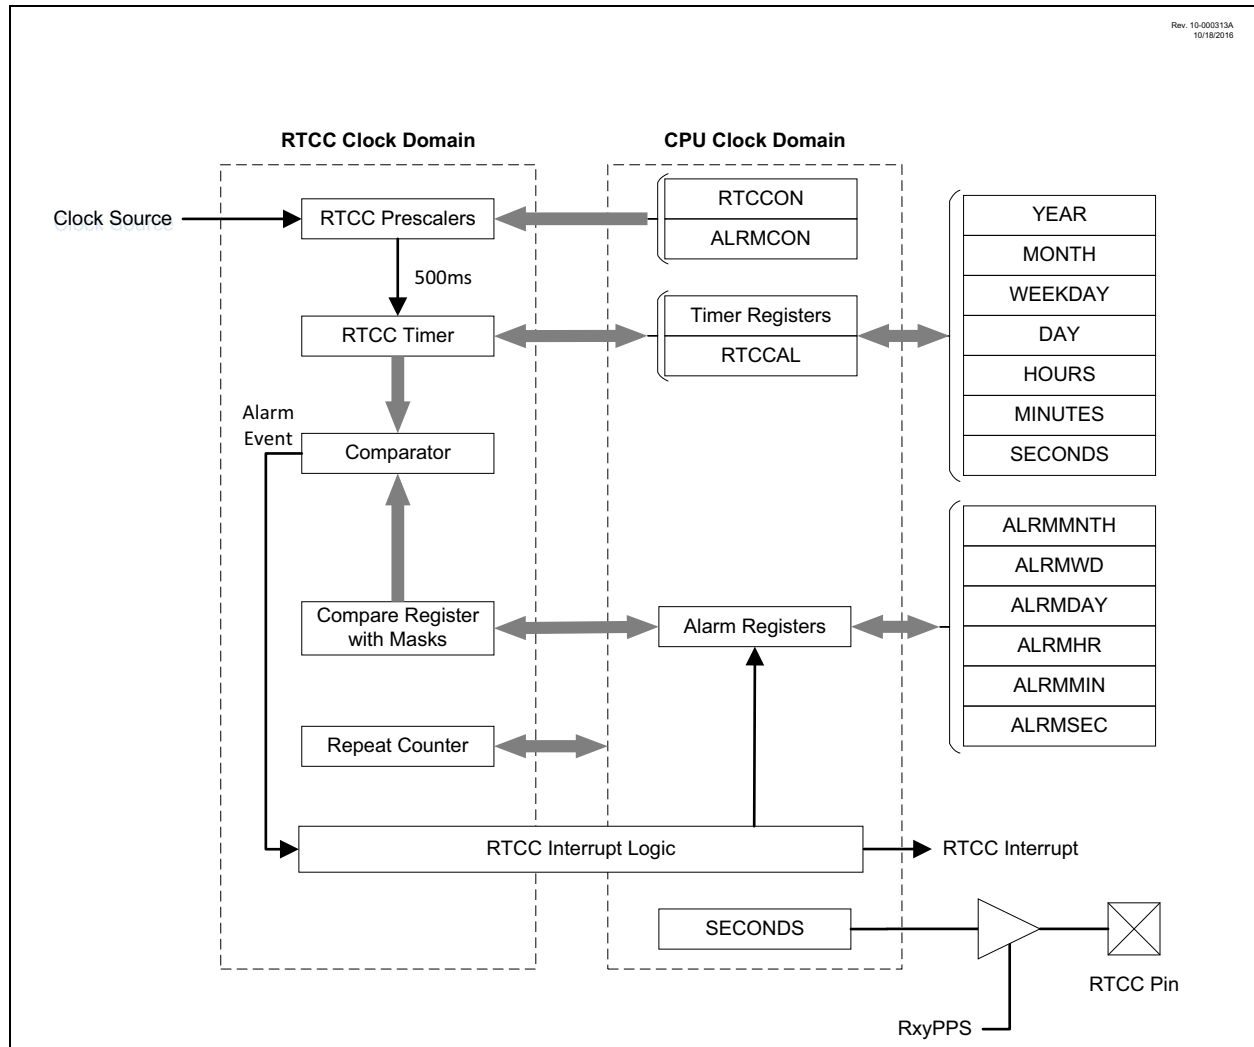 Rev. 10-000313A
10/18/2016
RTCC Clock Domain
CPU Clock Domain
Clock Source
RTCC Prescalers
RTCCON
ALRMCON
500ms
RTCC Timer
Timer Registers
RTCCAL
YEAR
MONTH
WEEKDAY
DAY
HOURS
MINUTES
SECONDS
Alarm
Event
Comparator
Compare Register
with Masks
Alarm Registers
ALRMMNTH
ALRMWD
ALRMDAY
ALRMHR
ALRMMIN
ALRMSEC
Repeat Counter
RTCC Interrupt Logic
RTCC Interrupt
SECONDS
RTCC Pin
RxyPPS